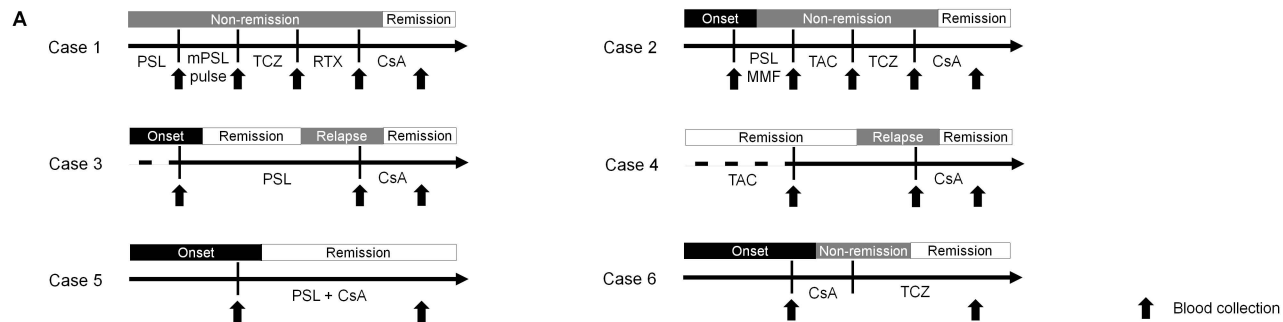 A
Case 1
Non-remission Remission
PSL mPSL pulse TCZ RTX CsA
Case 2
Onset Non-remission Remission
PSL MMF TAC TCZ CsA
Case 3
Onset Remission Relapse Remission
PSL CsA
Case 4
Remission Relapse Remission
TAC CsA
Case 5
Onset Remission
PSL + CsA
Case 6
Onset Non-remission Remission
CsA TCZ
Blood collection